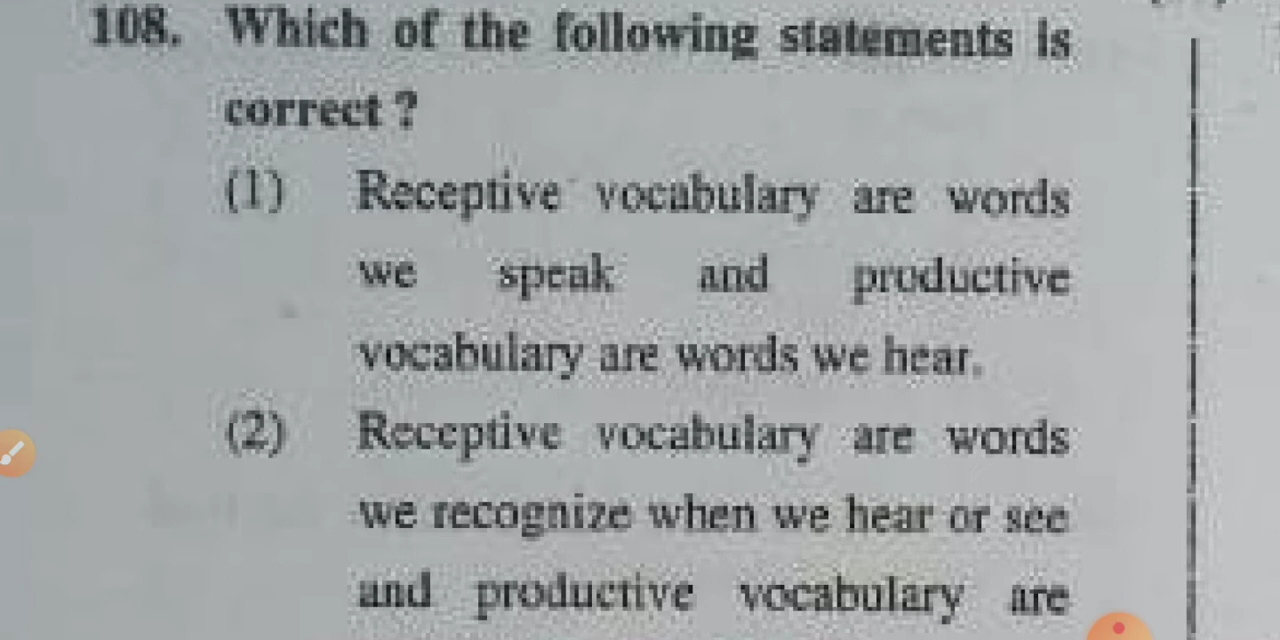 108. Which of the following statements is
correct ?
(1) Receptive vocabulary are words
we speak and productive
vocabulary are words we hear.
(2) Receptive vocabulary are words
we recognize when we hear or see
and productive vocabulary are